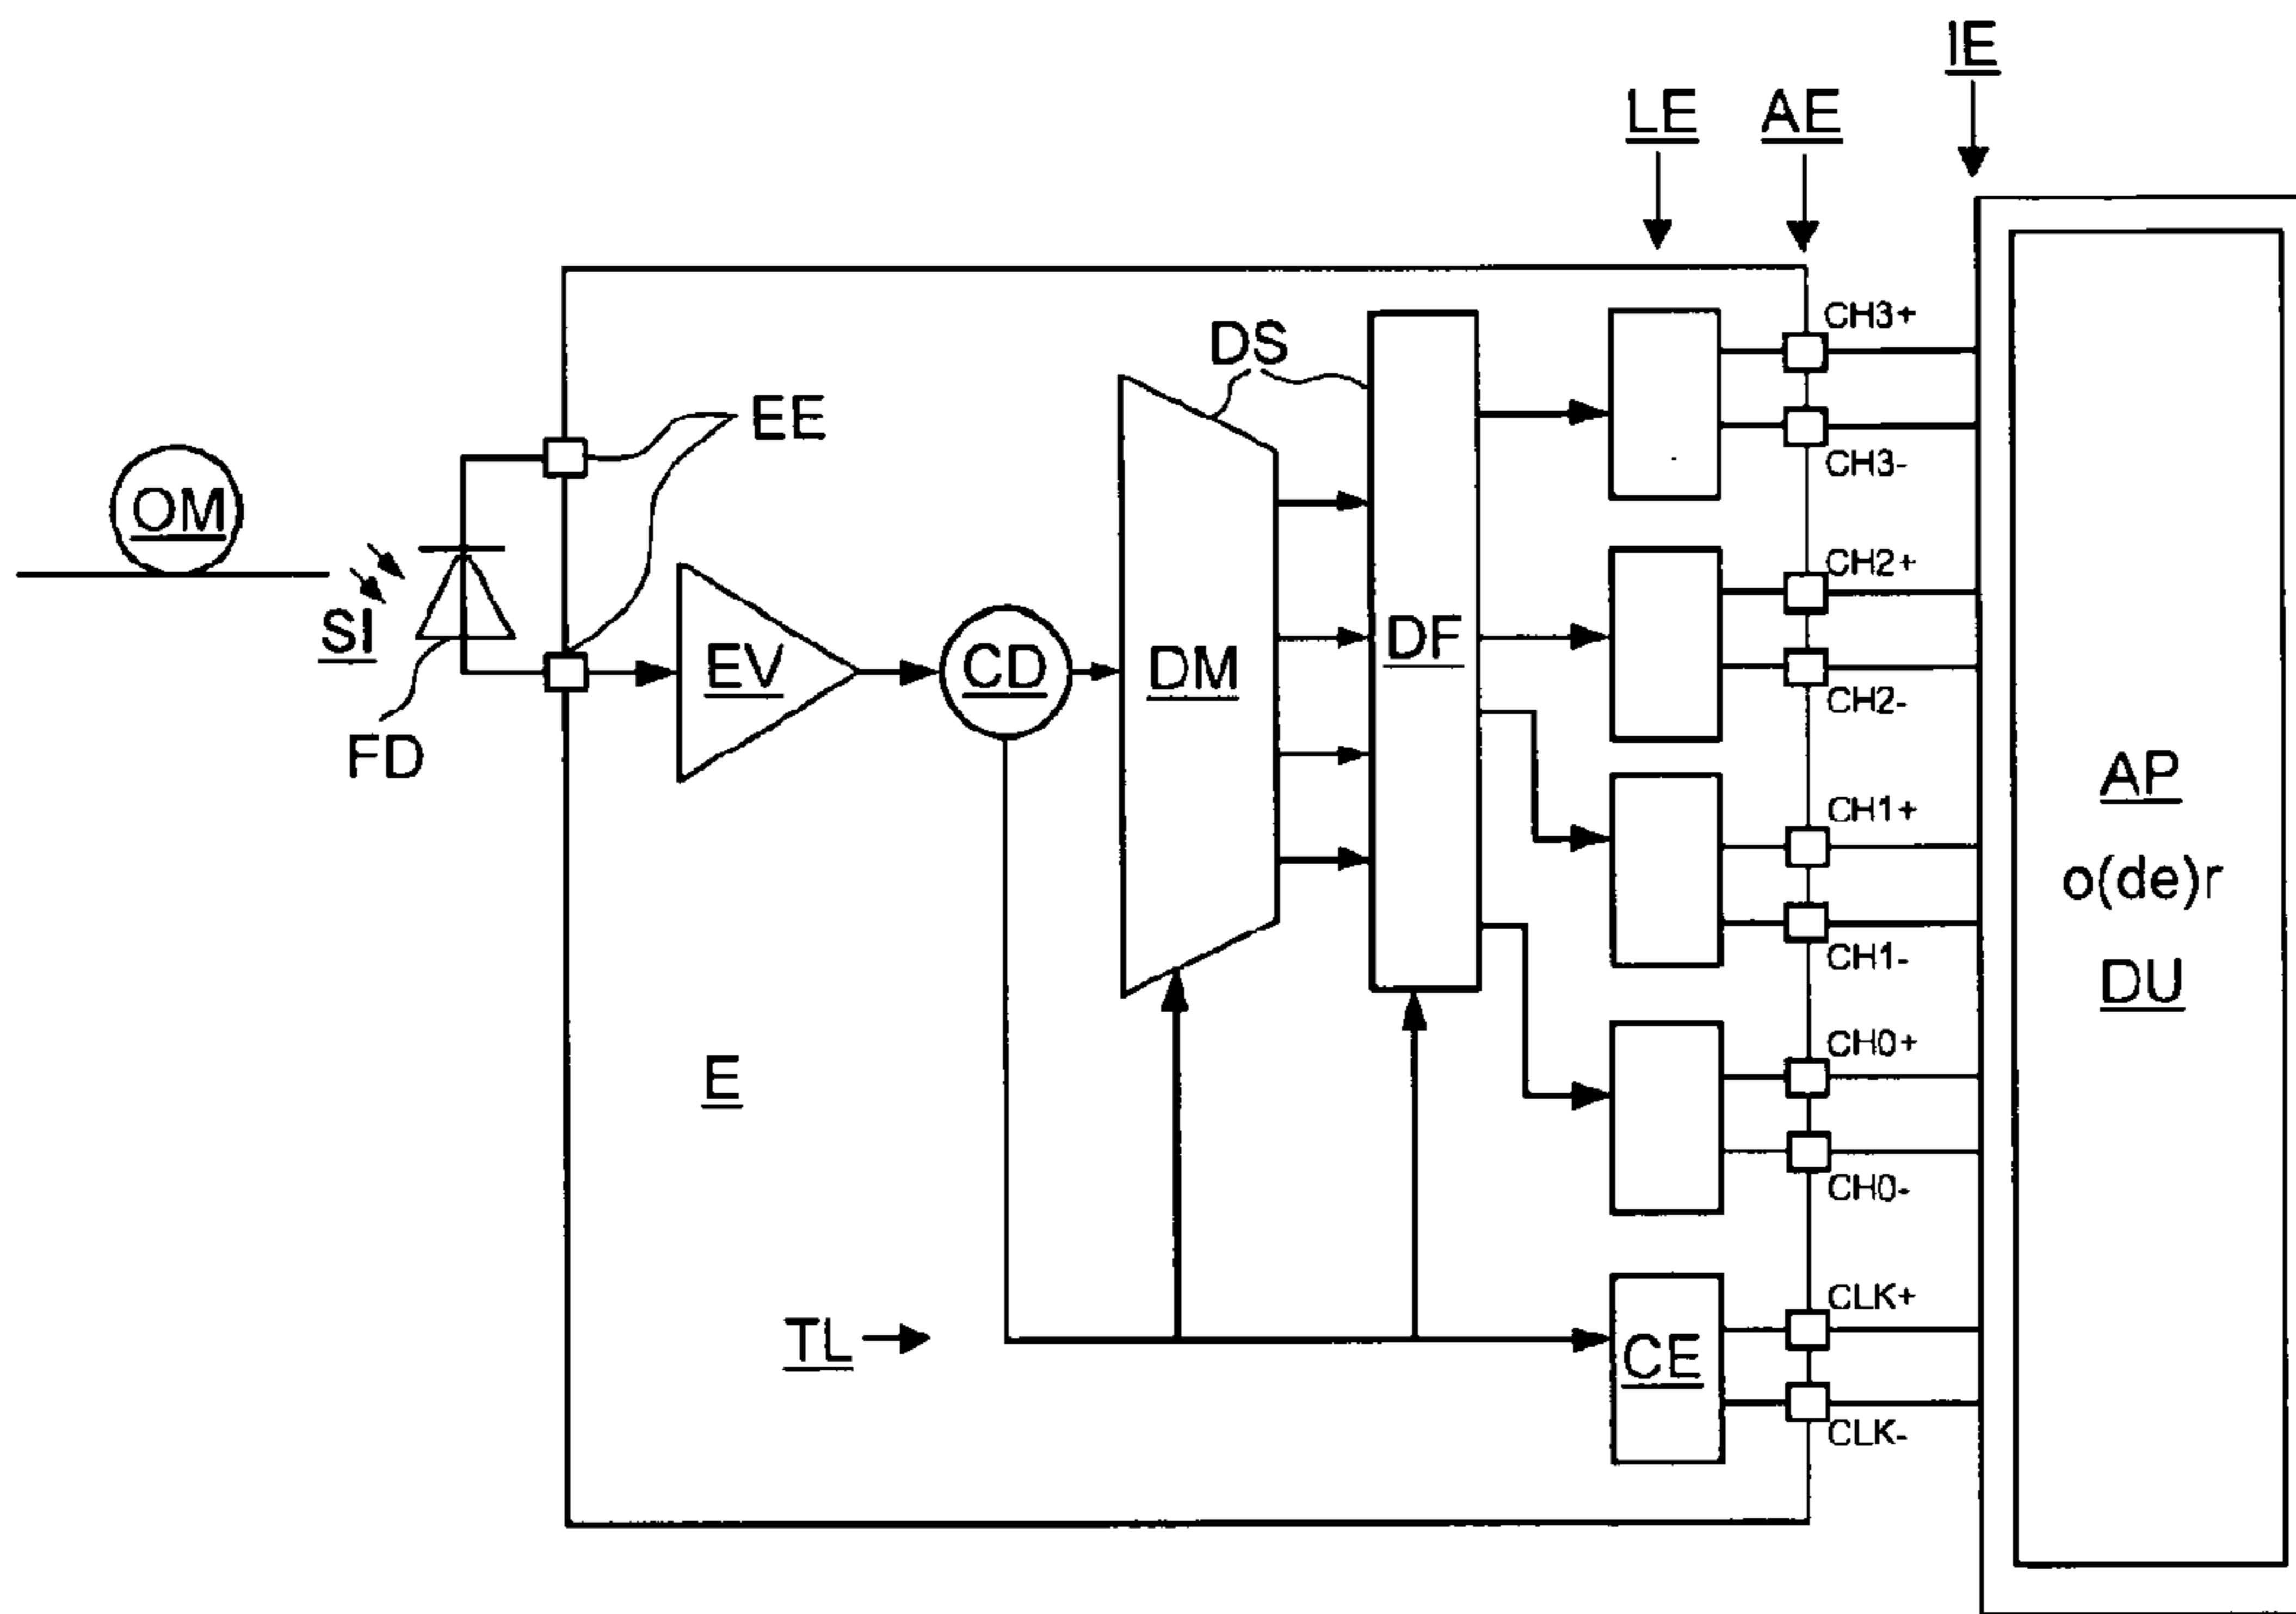 IE
LE AE
CH3+
DS
EE
CH3-
OM
CH2+
SI
EV
CD
DM
DF
CH2-
FD
AP
CH1+
o(de)r
CH1-
DU
CH0+
E
CH0-
CLK+
TL
CE
CLK-